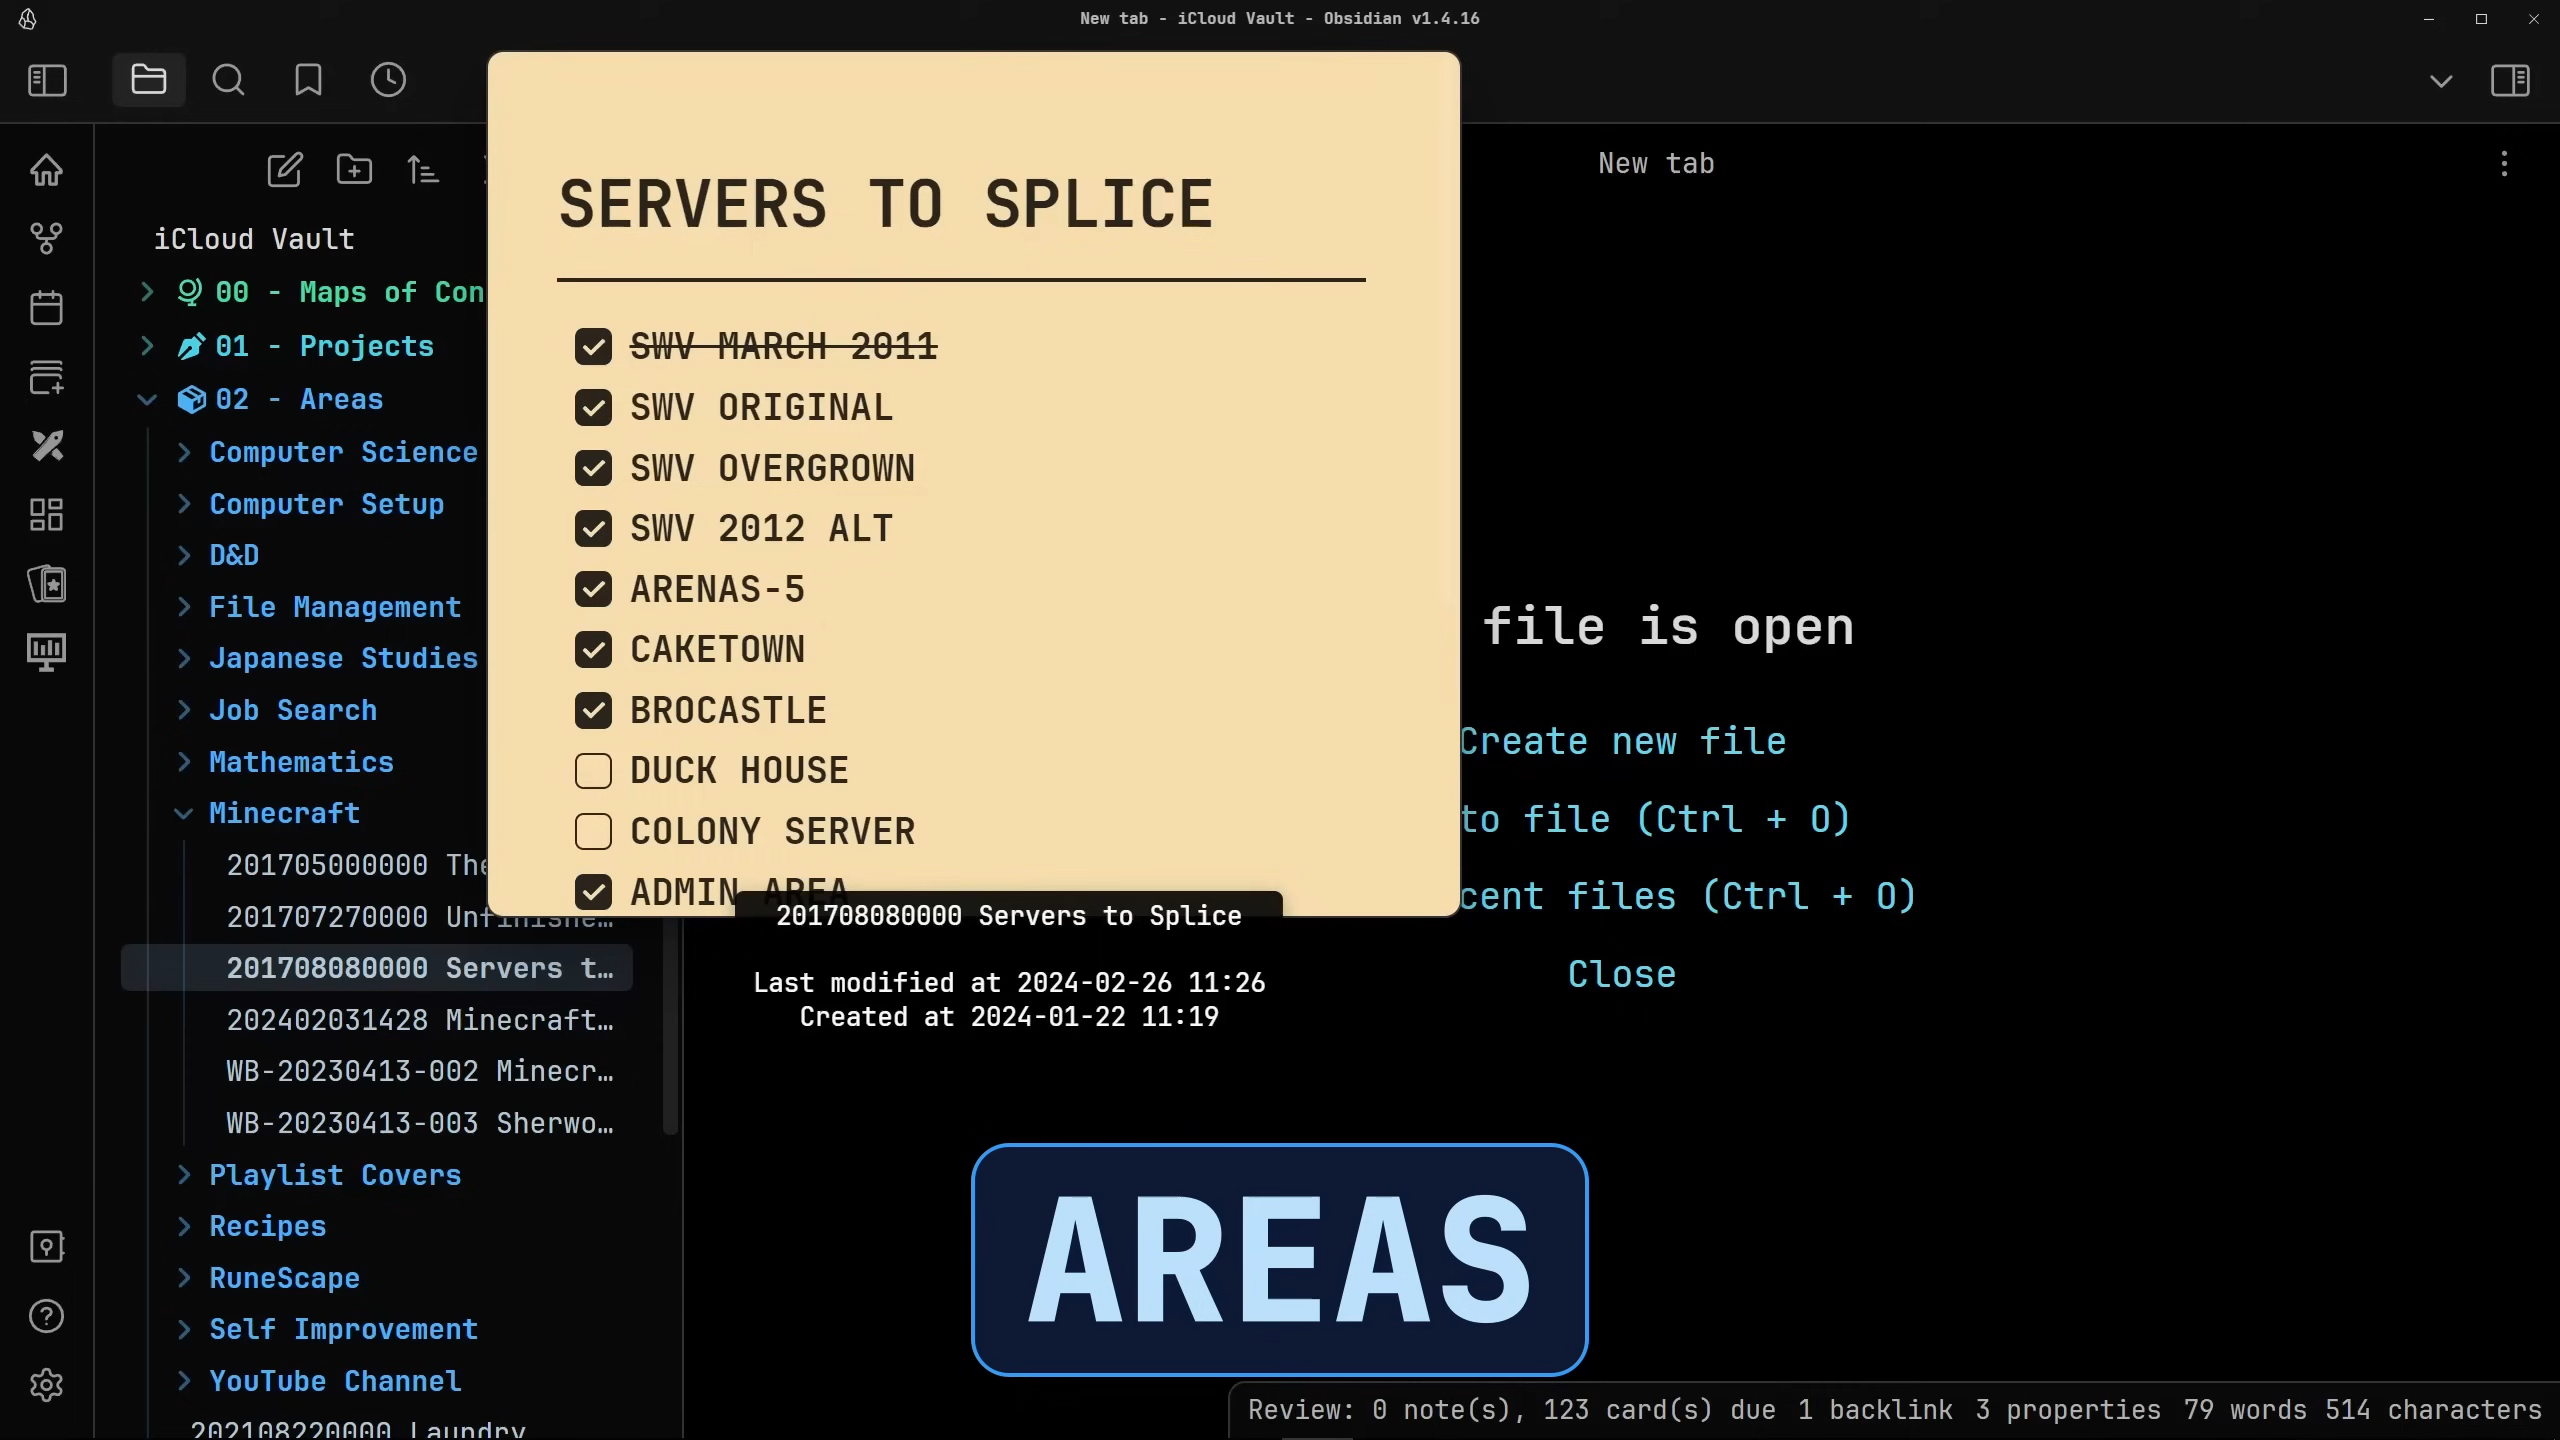 New tab - iCloud Vault - Obsidian v1.4.16
New tab
iCloud Vault
00 - Maps of Con
01 - Projects
02 - Areas
Computer Science
Computer Setup
D&D
File Management
Japanese Studies
Job Search
Mathematics
Minecraft
201705000000 The
201707270000 Unfinishe…
201708080000 Servers t…
202402031428 Minecraft…
WB-20230413-002 Minecr…
WB-20230413-003 Sherwo…
Playlist Covers
Recipes
RuneScape
Self Improvement
YouTube Channel
202108220000 Laundry
SERVERS TO SPLICE
SWV MARCH 2011
SWV ORIGINAL
SWV OVERGROWN
SWV 2012 ALT
ARENAS-5
CAKETOWN
BROCASTLE
DUCK HOUSE
COLONY SERVER
ADMIN AREA
201708080000 Servers to Splice
Last modified at 2024-02-26 11:26
Created at 2024-01-22 11:19
file is open
Create new file
to file (Ctrl + O)
cent files (Ctrl + O)
Close
AREAS
Review: 0 note(s), 123 card(s) due 1 backlink 3 properties 79 words 514 characters